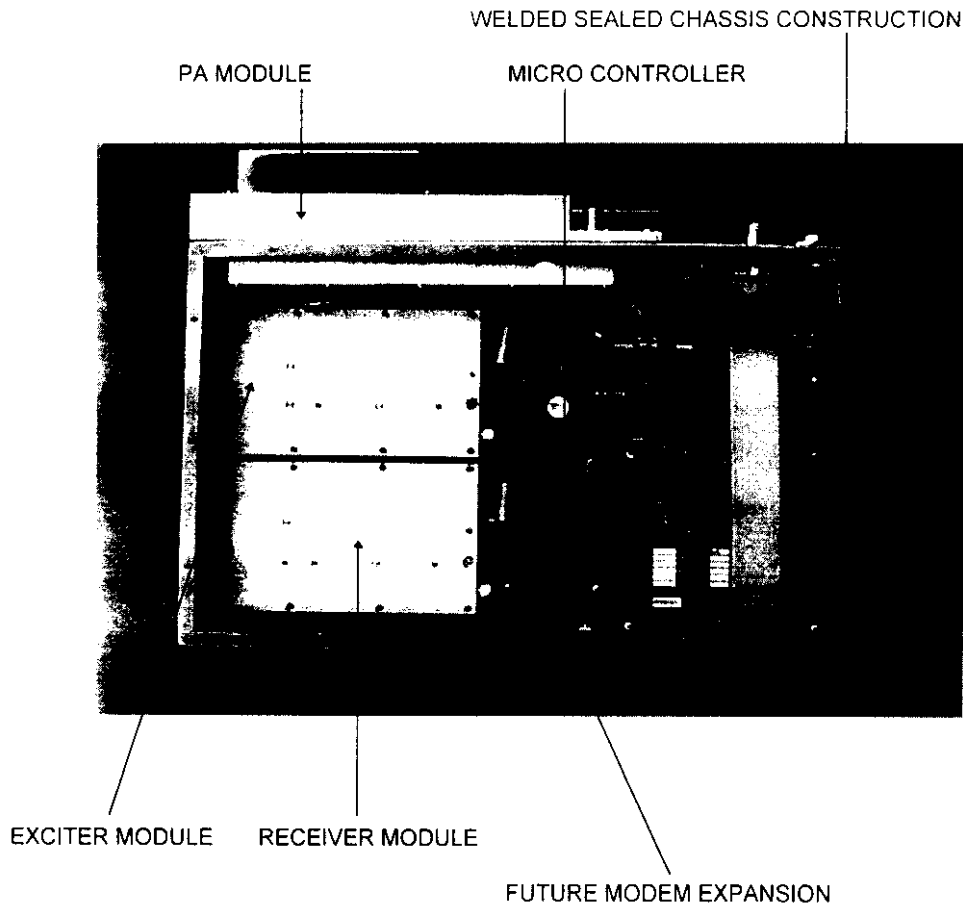 WELDED SEALED CHASSIS CONSTRUCTION
PA MODULE
MICRO CONTROLLER
EXCITER MODULE
RECEIVER MODULE
FUTURE MODEM EXPANSION